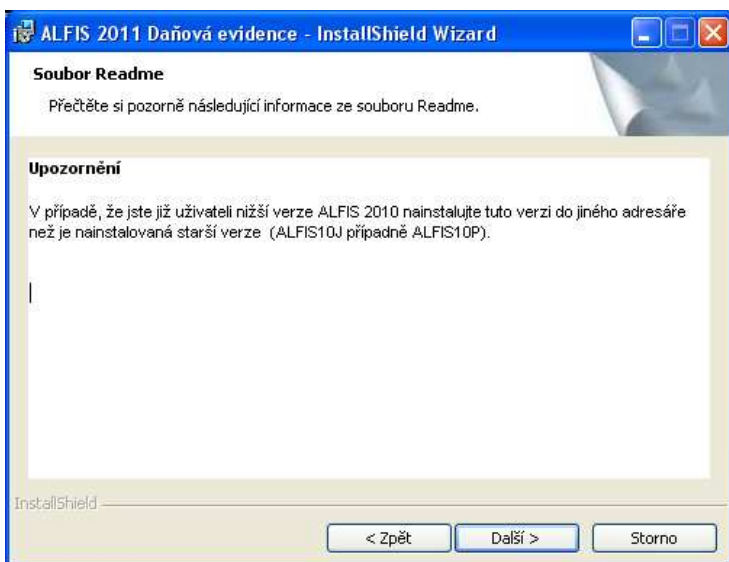 ALFIS 2011 Daňová evidence - InstallShield Wizard
Soubor Readme
Přečtěte si pozorně následující informace ze souboru Readme.
Upozornění
V případě, že jste již uživateli nižší verze ALFIS 2010 nainstalujte tuto verzi do jiného adresáře
než je nainstalovaná starší verze (ALFIS10J případně ALFIS10P).
InstallShield
< Zpět
Další >
Storno